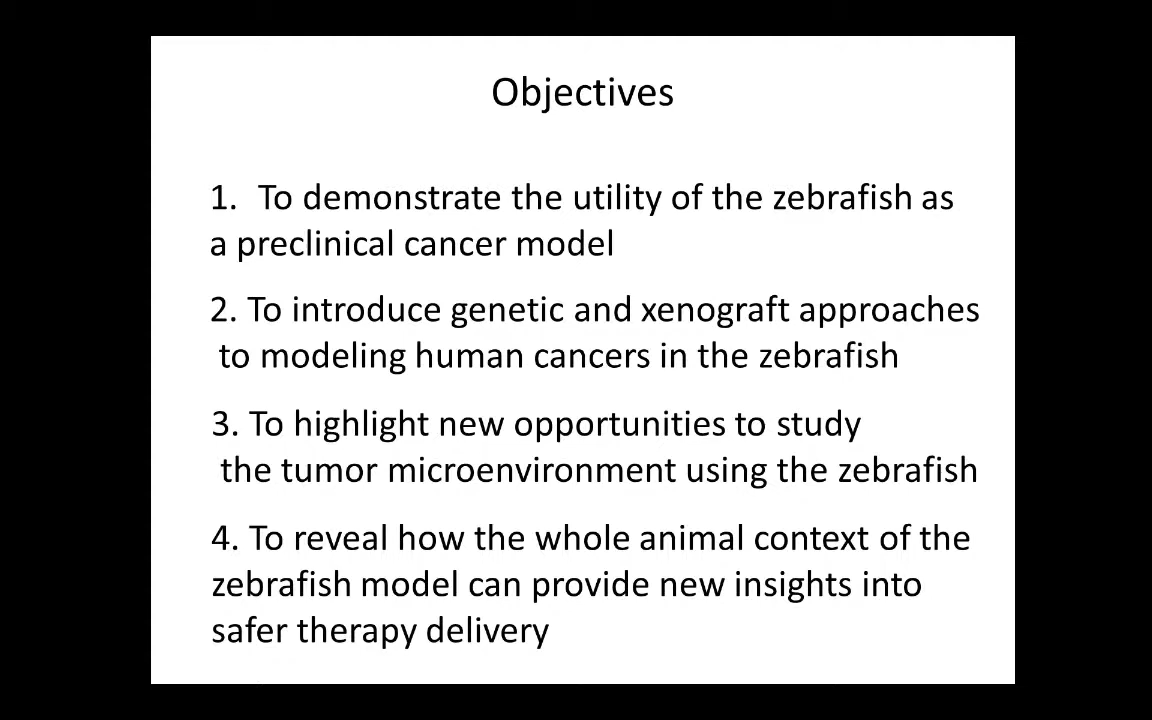 Objectives
1. To demonstrate the utility of the zebrafish as
a preclinical cancer model
2. To introduce genetic and xenograft approaches
to modeling human cancers in the zebrafish
3. To highlight new opportunities to study
the tumor microenvironment using the zebrafish
4. To reveal how the whole animal context of the
zebrafish model can provide new insights into
safer therapy delivery